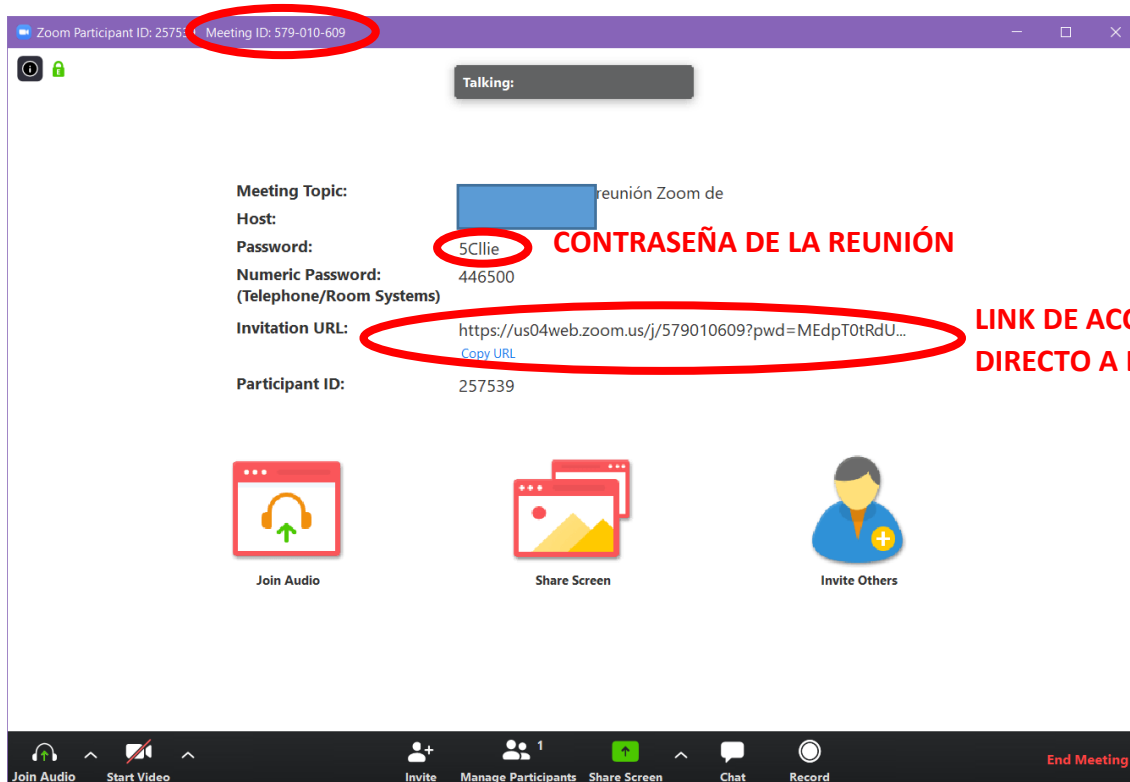 Zoom Participant ID: 25753 Meeting ID: 579-010-609
Talking:
Meeting Topic: reunión Zoom de
Host:
Password: 5Cllie CONTRASEÑA DE LA REUNIÓN
Numeric Password: 446500
(Telephone/Room Systems)
Invitation URL: https://us04web.zoom.us/j/579010609?pwd=MEdpT0tRdU...
Copy URL
LINK DE ACC
DIRECTO A
Participant ID: 257539
Join Audio Share Screen Invite Others
1
Join Audio Start Video Invite Manage Participants Share Screen Chat Record End Meeting